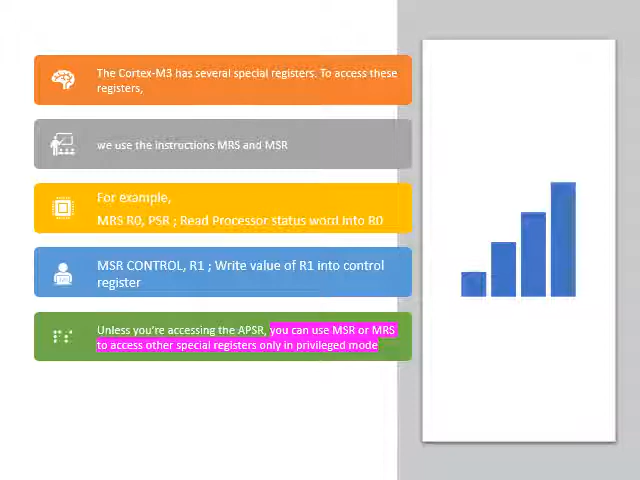 The Cortex-M3 has several special registers. To access these
registers,
we use the instructions MRS and MSR
For example,
MRS R0, PSR ; Read Processor status word into R0
MSR CONTROL, R1 ; Write value of R1 into control
register
Unless you're accessing the APSR, you can use MSR or MRS
to access other special registers only in privileged mode